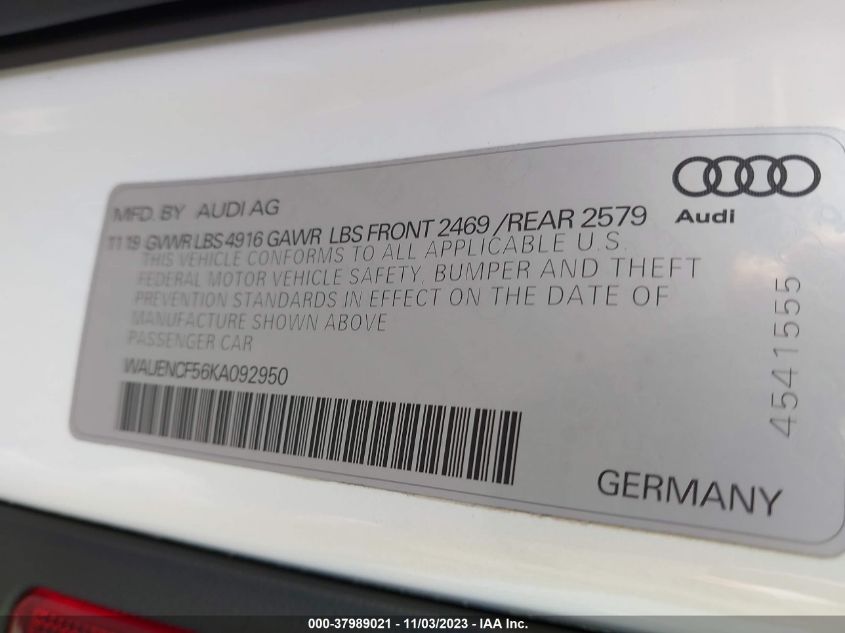 MFD. BY AUDI AG
11 19 GVWR LBS 4916 GAWR LBS FRONT 2469 /REAR 2579
THIS VEHICLE CONFORMS TO ALL APPLICABLE U.S.
FEDERAL MOTOR VEHICLE SAFETY, BUMPER AND THEFT
PREVENTION STANDARDS IN EFFECT ON THE DATE OF
MANUFACTURE SHOWN ABOVE
PASSENGER CAR
WAUENCF56KA092950
Audi
4541555
GERMANY
000-37989021 - 11/03/2023 - IAA Inc.